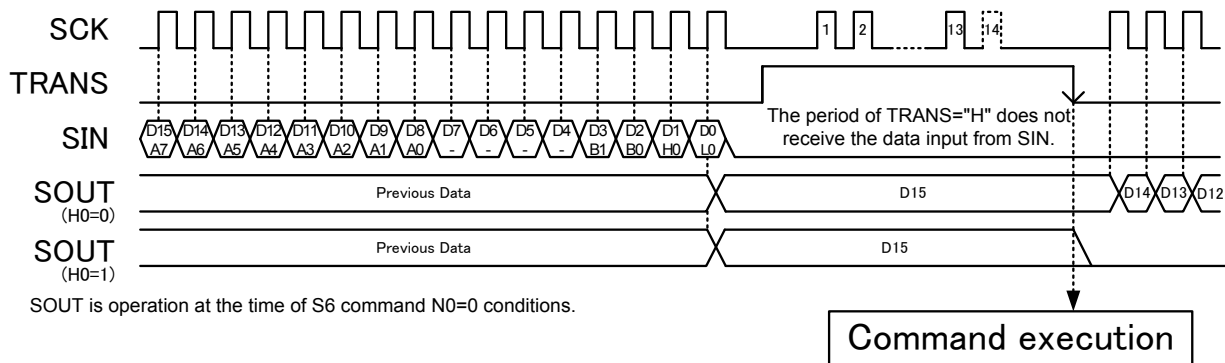 SCK 1 2 13 14
TRANS
The period of TRANS="H" does not
receive the data input from SIN.
SIN D15 D14 D13 D12 D11 D10 D9 D8 D7 D6 D5 D4 D3 D2 D1 D0
A7 A6 A5 A4 A3 A2 A1 A0 - - - - B1 B0 H0 L0
SOUT Previous Data D15 D14 D13 D12
(H0=0)
SOUT Previous Data D15
(H0=1)
SOUT is operation at the time of S6 command N0=0 conditions.
Command execution